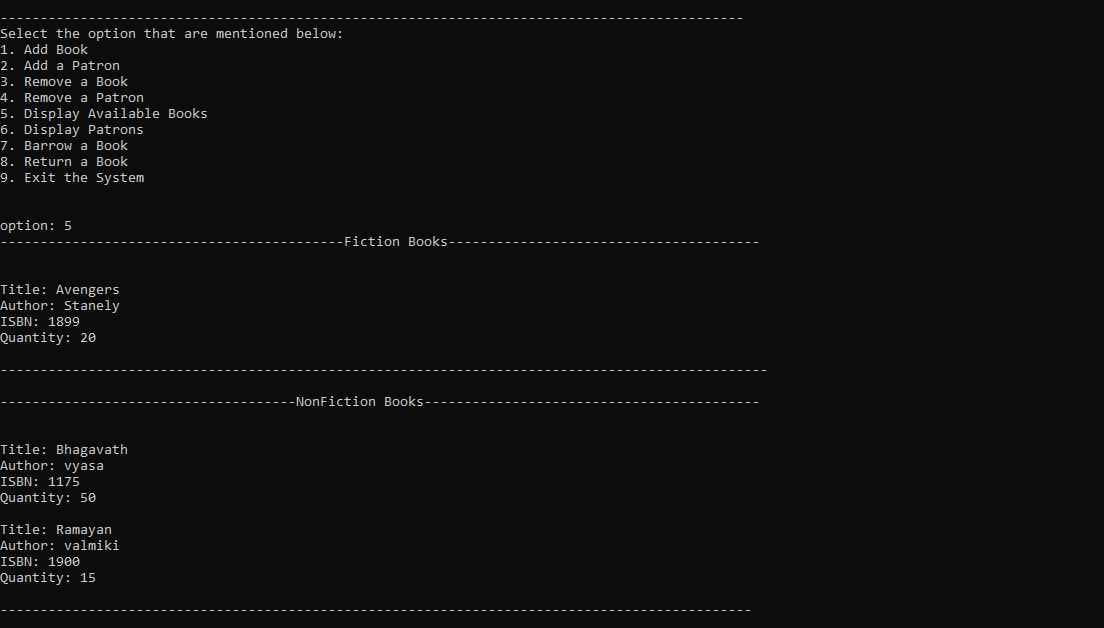 ---------------------------------------------------------------------------------------------
Select the option that are mentioned below:
1. Add Book
2. Add a Patron
3. Remove a Book
4. Remove a Patron
5. Display Available Books
6. Display Patrons
7. Barrow a Book
8. Return a Book
9. Exit the System
option: 5
-------------------------------------------Fiction Books---------------------------------------
Title: Avengers
Author: Stanely
ISBN: 1899
Quantity: 20
------------------------------------------------------------------------------------------------
-------------------------------------NonFiction Books------------------------------------------
Title: Bhagavath
Author: vyasa
ISBN: 1175
Quantity: 50
Title: Ramayan
Author: valmiki
ISBN: 1900
Quantity: 15
----------------------------------------------------------------------------------------------